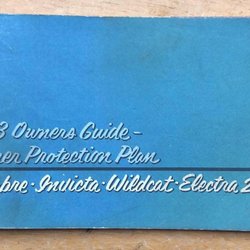 3 Owners Guide-
ner Protection Plan
bre·Invicta·Wildcat·Electra 2